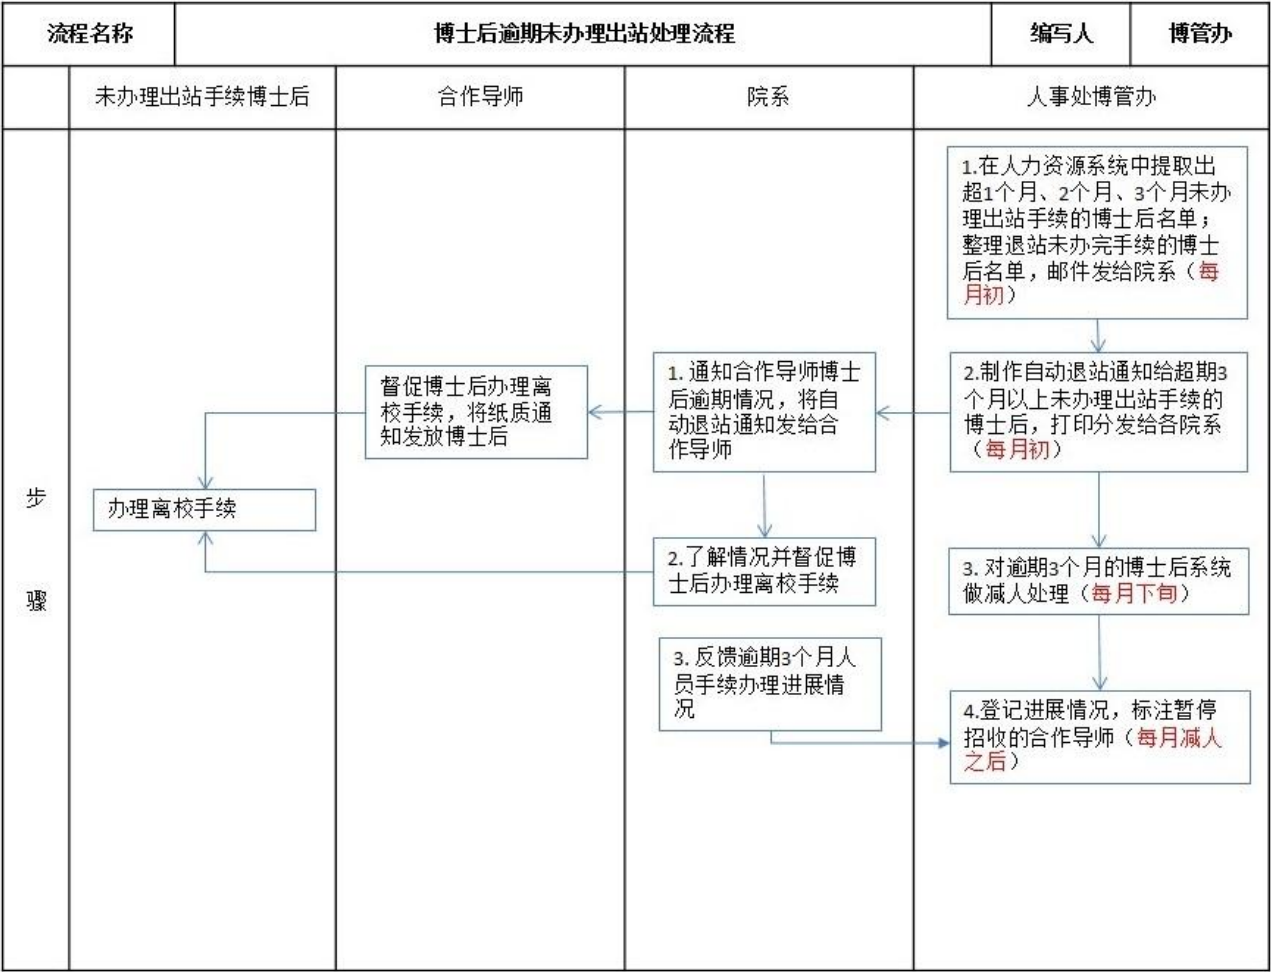 流程名称
博士后逾期未办理出站处理流程
编写人
博管办
未办理出站手续博士后
合作导师
院系
人事处博管办
步
骤
办理离校手续
督促博士后办理离
校手续，将纸质通
知发放博士后
1. 通知合作导师博士
后逾期情况，将自
动退站通知发给合
作导师
2.了解情况并督促博
士后办理离校手续
3. 反馈逾期3个月人
员手续办理进展情
况
1.在人力资源系统中提取出
超1个月、2个月、3个月未办
理出站手续的博士后名单；
整理退站未办完手续的博士
后名单，邮件发给院系（每
月初）
2.制作自动退站通知给超期3
个月以上未办理出站手续的
博士后，打印分发给各院系
（每月初）
3. 对逾期3个月的博士后系统
做减人处理（每月下旬）
4.登记进展情况，标注暂停
招收的合作导师（每月减人
之后）